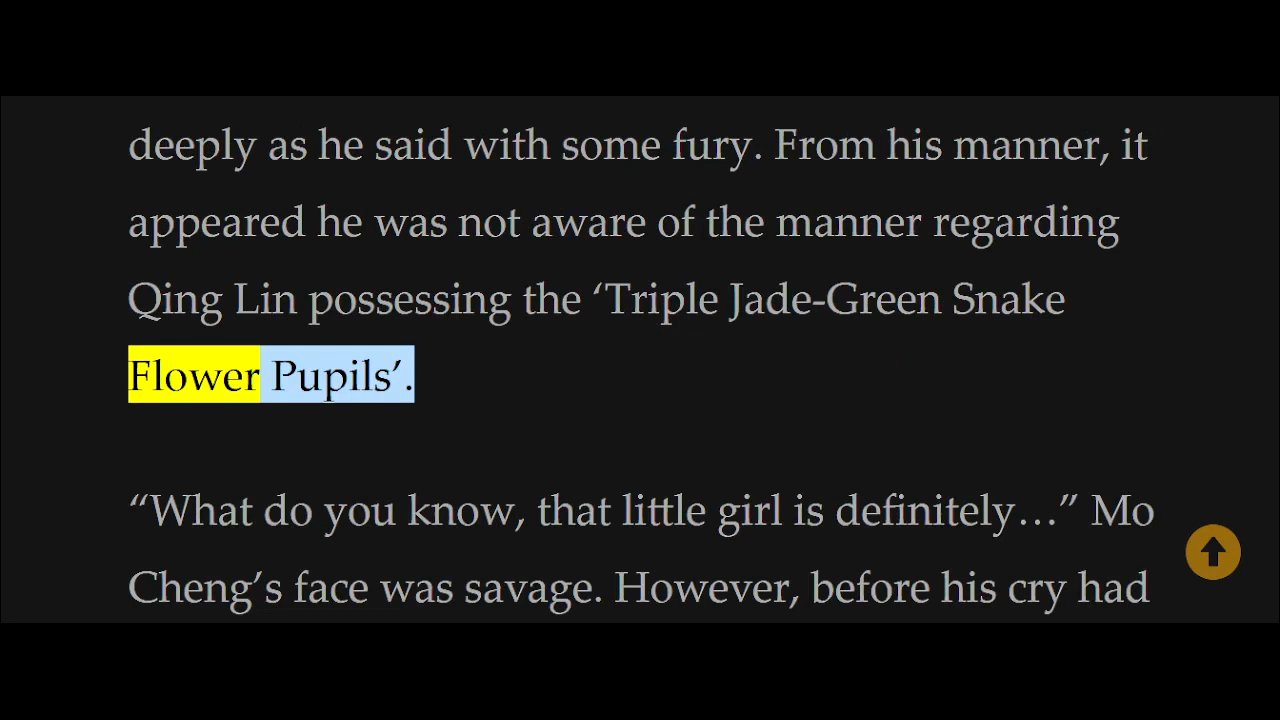 deeply as he said with some fury. From his manner, it
appeared he was not aware of the manner regarding
Qing Lin possessing the ‘Triple Jade-Green Snake
Flower Pupils’.
“What do you know, that little girl is definitely…” Mo
Cheng’s face was savage. However, before his cry had